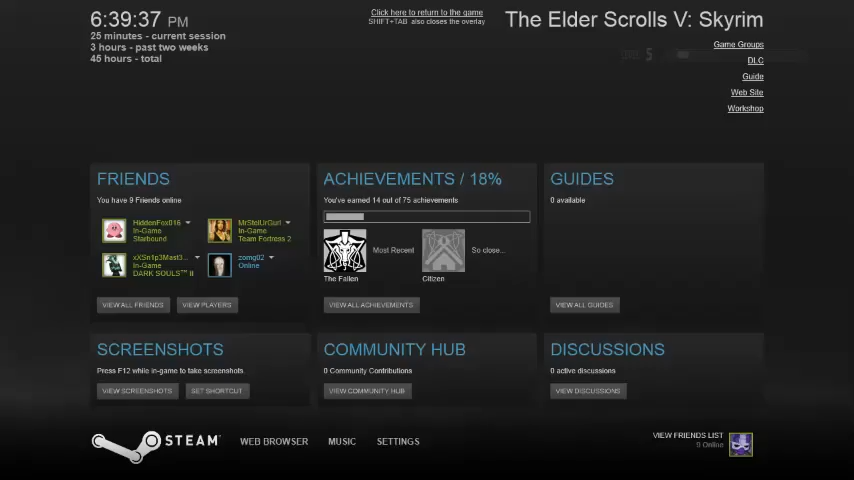 6:39:37 PM
25 minutes - current session
3 hours - past two weeks
45 hours - total
Click here to return to the game
SHIFT+TAB also closes the overlay
The Elder Scrolls V: Skyrim
Game Groups
DLC
Guide
Web Site
Workshop
LEVEL 5
FRIENDS
You have 9 Friends online
HiddenFox016
In-Game
Starbound
MrStelUrGurl
In-Game
Team Fortress 2
xXSn1p3Mast3...
In-Game
DARK SOULS™ II
zomg02
Online
VIEW ALL FRIENDS
VIEW PLAYERS
ACHIEVEMENTS / 18%
You've earned 14 out of 75 achievements
Most Recent
So close...
The Fallen
Citizen
VIEW ALL ACHIEVEMENTS
GUIDES
0 available
VIEW ALL GUIDES
SCREENSHOTS
Press F12 while in-game to take screenshots.
VIEW SCREENSHOTS
SET SHORTCUT
COMMUNITY HUB
0 Community Contributions
VIEW COMMUNITY HUB
DISCUSSIONS
0 active discussions
VIEW DISCUSSIONS
STEAM
WEB BROWSER
MUSIC
SETTINGS
VIEW FRIENDS LIST
9 Online